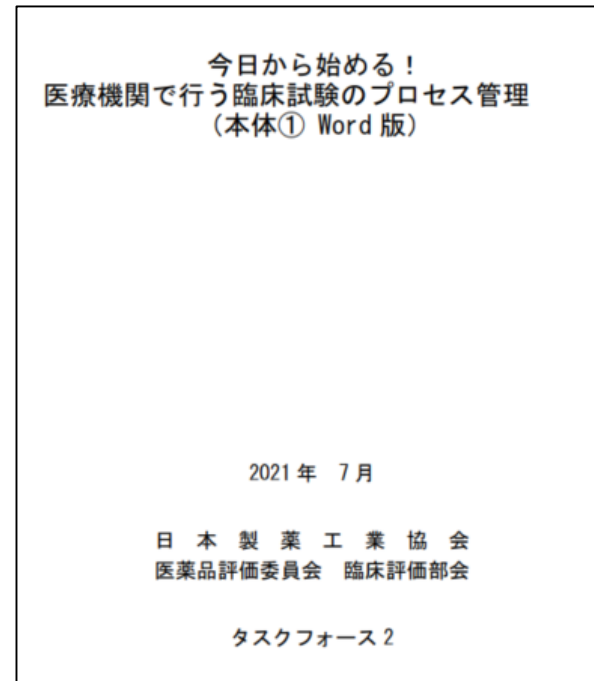 今日から始める！
医療機関で行う臨床試験のプロセス管理
（本体① Word 版）
2021 年　7 月
日　本　製　薬　工　業　協　会
医薬品評価委員会　臨床評価部会
タスクフォース 2